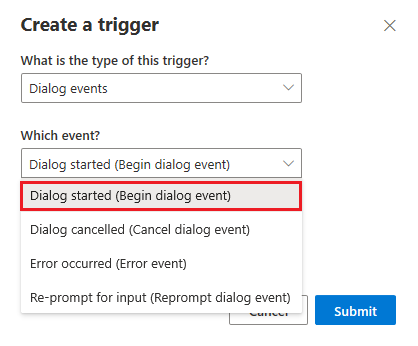 Create a trigger
What is the type of this trigger?
Dialog events
Which event?
Dialog started (Begin dialog event)
Dialog started (Begin dialog event)
Dialog cancelled (Cancel dialog event)
Error occurred (Error event)
Re-prompt for input (Reprompt dialog event)
Cancel
Submit